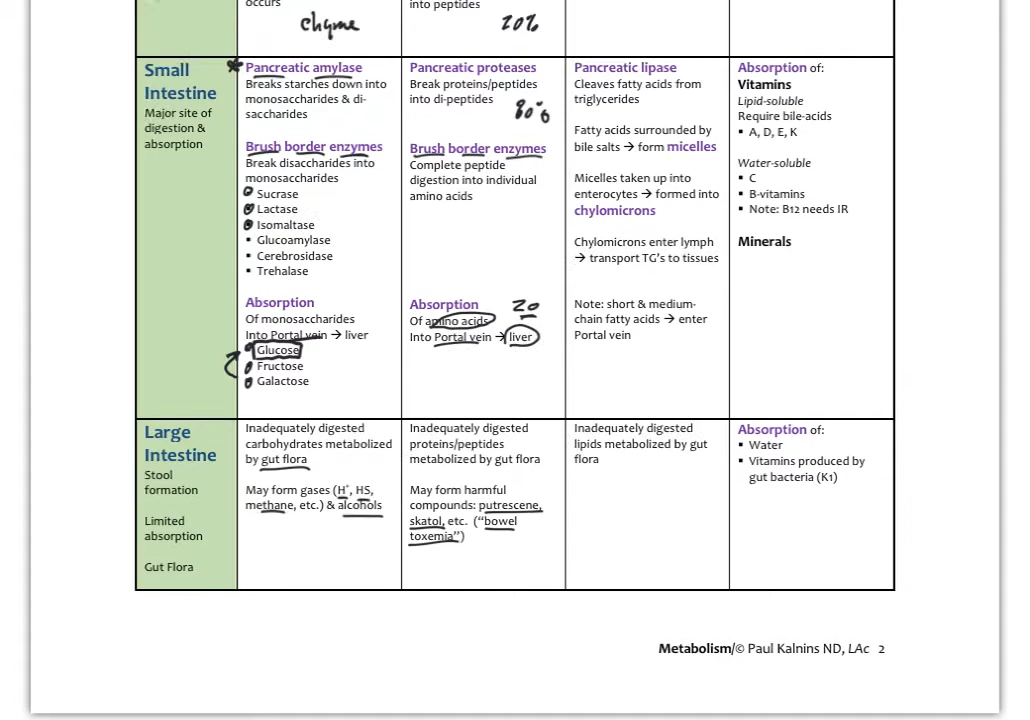 occurs
chyme
into peptides
20%
Small
Intestine
Major site of
digestion &
absorption
Pancreatic amylase
Breaks starches down into
monosaccharides & di-
saccharides
Brush border enzymes
Break disaccharides into
monosaccharides
▪ Sucrase
▪ Lactase
▪ Isomaltase
▪ Glucoamylase
▪ Cerebrosidase
▪ Trehalase
Absorption
Of monosaccharides
Into Portal vein → liver
▪ Glucose
▪ Fructose
▪ Galactose
Pancreatic proteases
Break proteins/peptides
into di-peptides
80%
Brush border enzymes
Complete peptide
digestion into individual
amino acids
Absorption
20
Of amino acids
Into Portal vein → liver
Pancreatic lipase
Cleaves fatty acids from
triglycerides
Fatty acids surrounded by
bile salts → form micelles
Micelles taken up into
enterocytes → formed into
chylomicrons
Chylomicrons enter lymph
→ transport TG's to tissues
Note: short & medium-
chain fatty acids → enter
Portal vein
Absorption of:
Vitamins
Lipid-soluble
Require bile-acids
▪ A, D, E, K
Water-soluble
▪ C
▪ B-vitamins
▪ Note: B12 needs IR
Minerals
Large
Intestine
Stool
formation
Limited
absorption
Gut Flora
Inadequately digested
carbohydrates metabolized
by gut flora
May form gases (H⁺, HS,
methane, etc.) & alcohols
Inadequately digested
proteins/peptides
metabolized by gut flora
May form harmful
compounds: putrescene,
skatol, etc. ("bowel
toxemia")
Inadequately digested
lipids metabolized by gut
flora
Absorption of:
▪ Water
▪ Vitamins produced by
gut bacteria (K1)
Metabolism/© Paul Kalnins ND, LAc 2